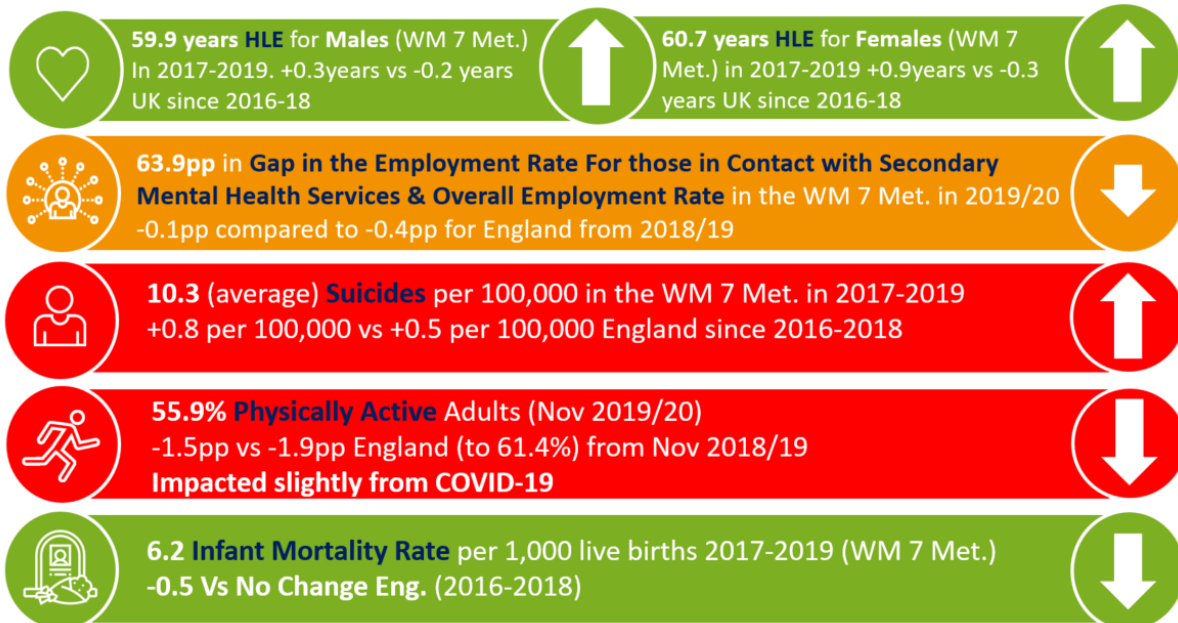 59.9 years HLE for Males (WM 7 Met.)
In 2017-2019. +0.3years vs -0.2 years
UK since 2016-18
60.7 years HLE for Females (WM 7
Met.) in 2017-2019 +0.9years vs -0.3
years UK since 2016-18
63.9pp in Gap in the Employment Rate For those in Contact with Secondary
Mental Health Services & Overall Employment Rate in the WM 7 Met. in 2019/20
-0.1pp compared to -0.4pp for England from 2018/19
10.3 (average) Suicides per 100,000 in the WM 7 Met. in 2017-2019
+0.8 per 100,000 vs +0.5 per 100,000 England since 2016-2018
55.9% Physically Active Adults (Nov 2019/20)
-1.5pp vs -1.9pp England (to 61.4%) from Nov 2018/19
Impacted slightly from COVID-19
6.2 Infant Mortality Rate per 1,000 live births 2017-2019 (WM 7 Met.)
-0.5 Vs No Change Eng. (2016-2018)